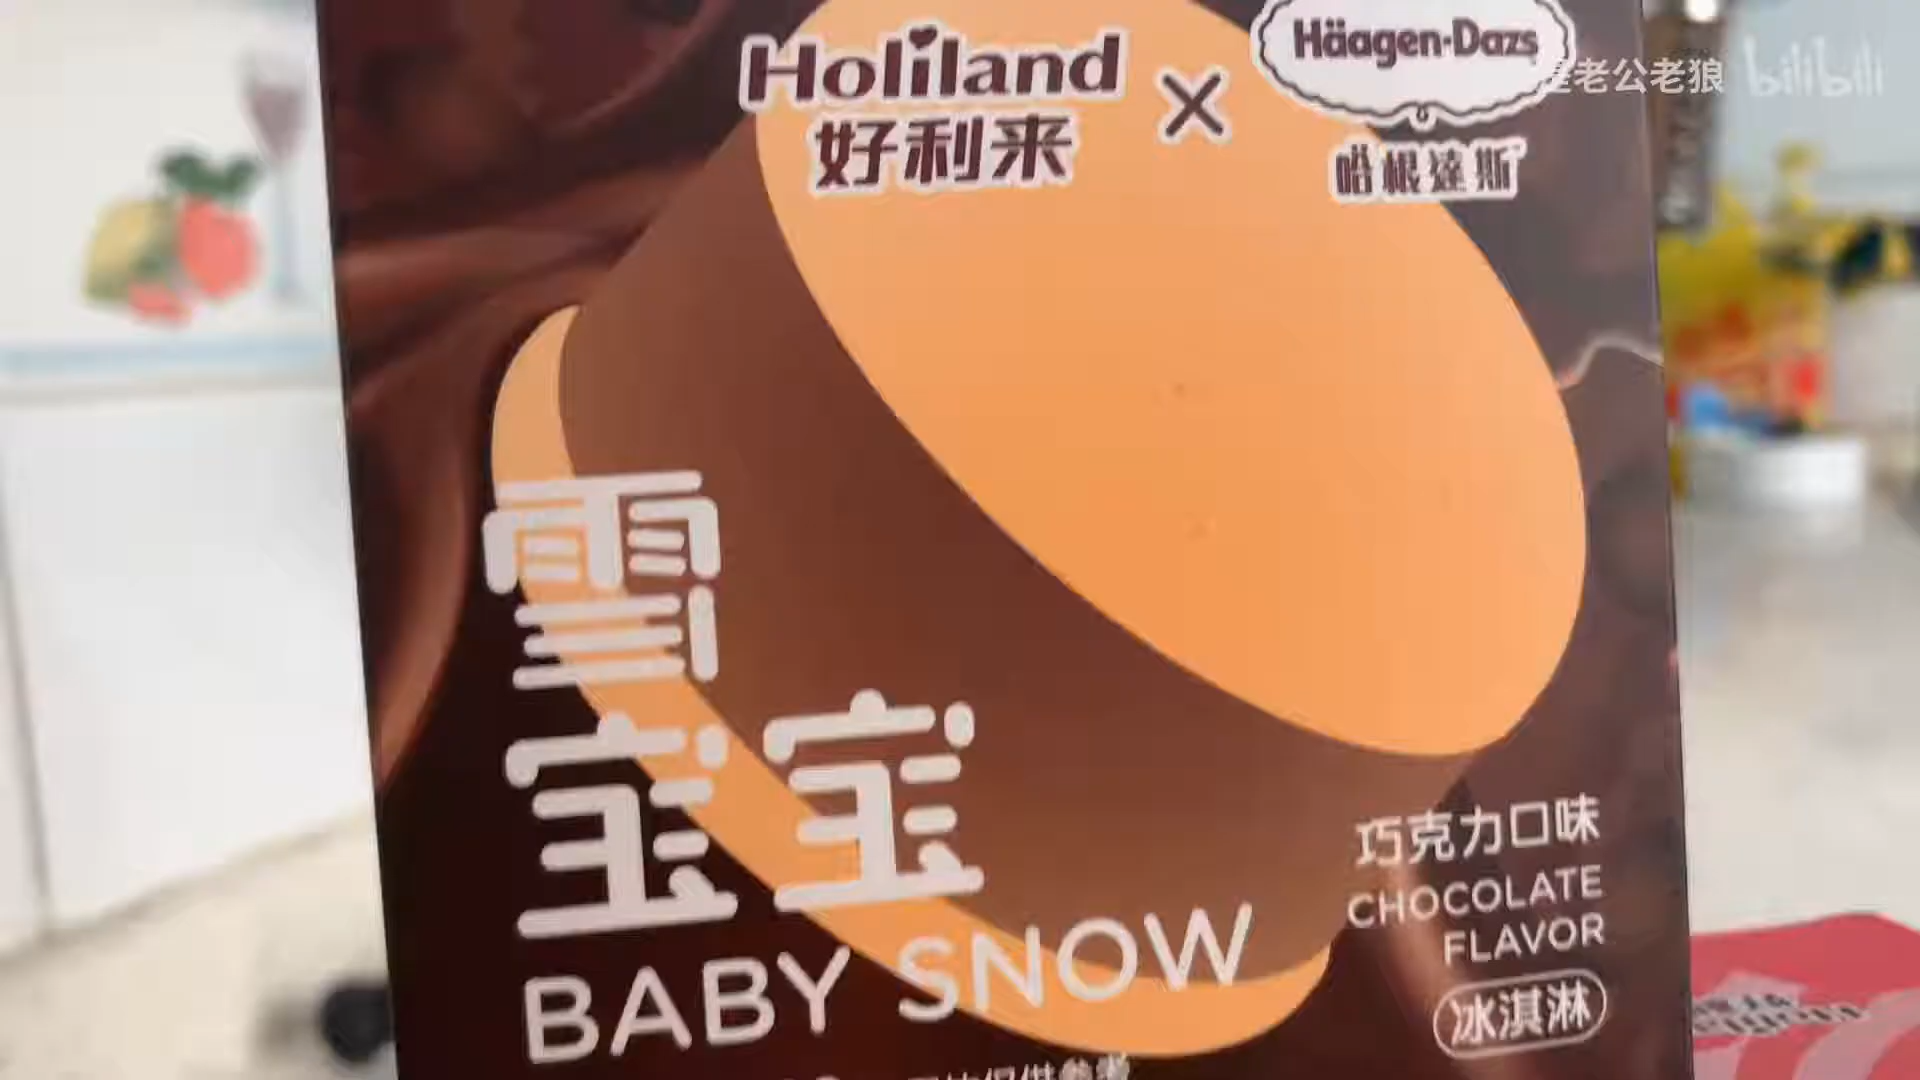 Holiland
好利来
×
Häagen-Dazs
哈根達斯
老公老狼 bilibili
雪
宝宝
BABY SNOW
巧克力口味
CHOCOLATE
FLAVOR
冰淇淋